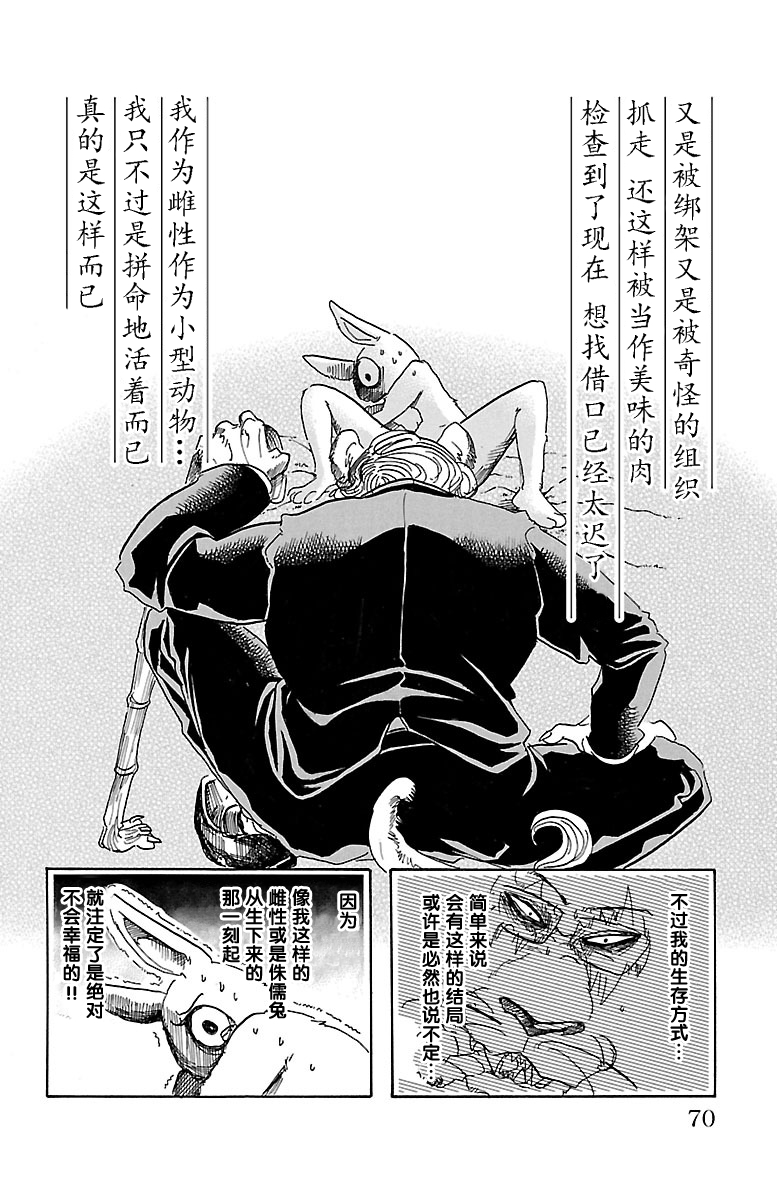 又是被绑架又是被奇怪的组织
抓走 还这样被当作美味的肉
检查到了现在 想找借口已经太迟了
我作为雌性作为小型动物…
我只不过是拼命地活着而已
真的是这样而已
不过我的生存方式…
简单来说
会有这样的结局
或许是必然也说不定…
因为
像我这样的
雌性或是侏儒兔
从生下来的
那一刻起
就注定了是绝对
不会幸福的!!
70